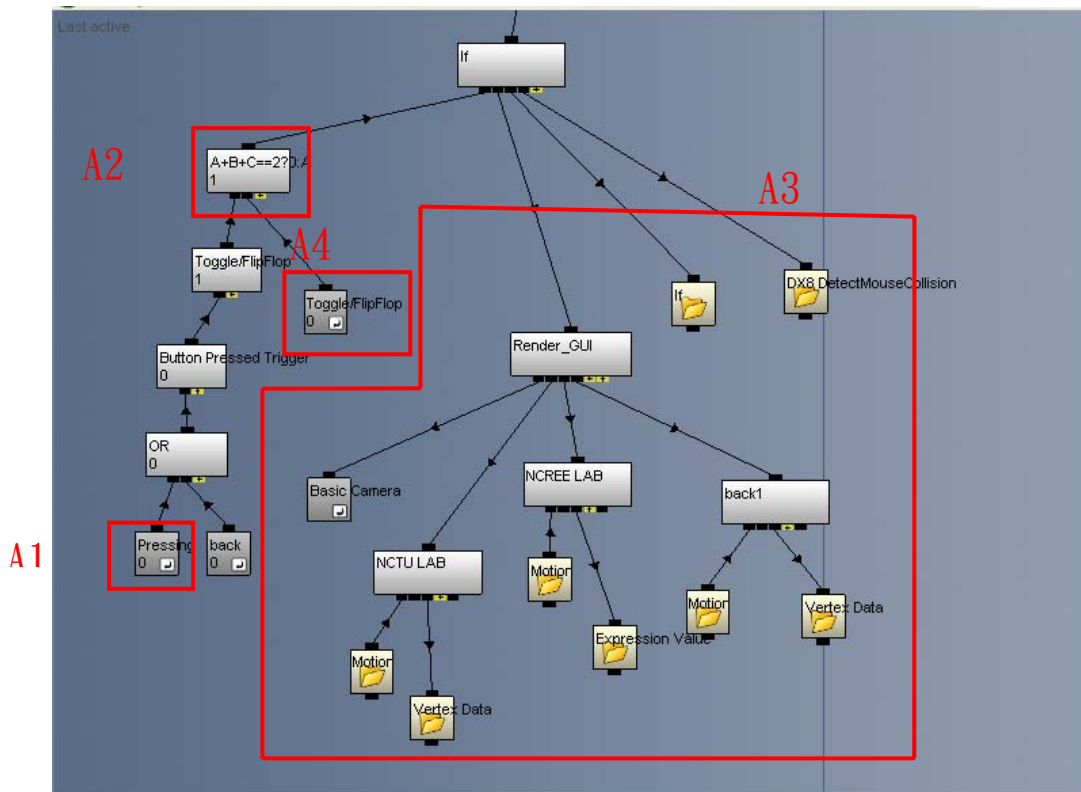 Last active
If
A2
A+B+C==2?0:A
1
A3
Toggle/FlipFlop
1
A4
Toggle/FlipFlop
0
If
DX8 DetectMouseCollision
Render_GUI
Button Pressed Trigger
0
OR
0
Basic Camera
NCREE LAB
back1
A1
Pressing
0
back
0
NCTU LAB
Motion
Motion
Vertex Data
Expression Value
Motion
Vertex Data